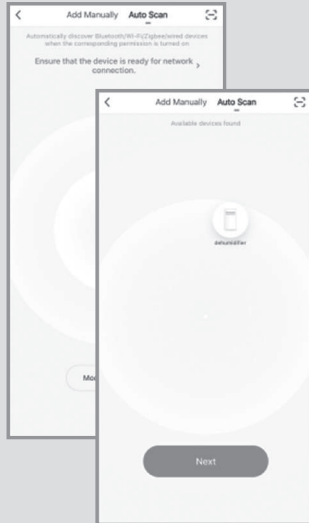 Add Manually Auto Scan
Automatically discover Bluetooth/Wi-Fi/Zigbee/wired devices
when the corresponding permission is turned on
Ensure that the device is ready for network
connection.
Add Manually Auto Scan
Available devices found
dehumidifier
Next